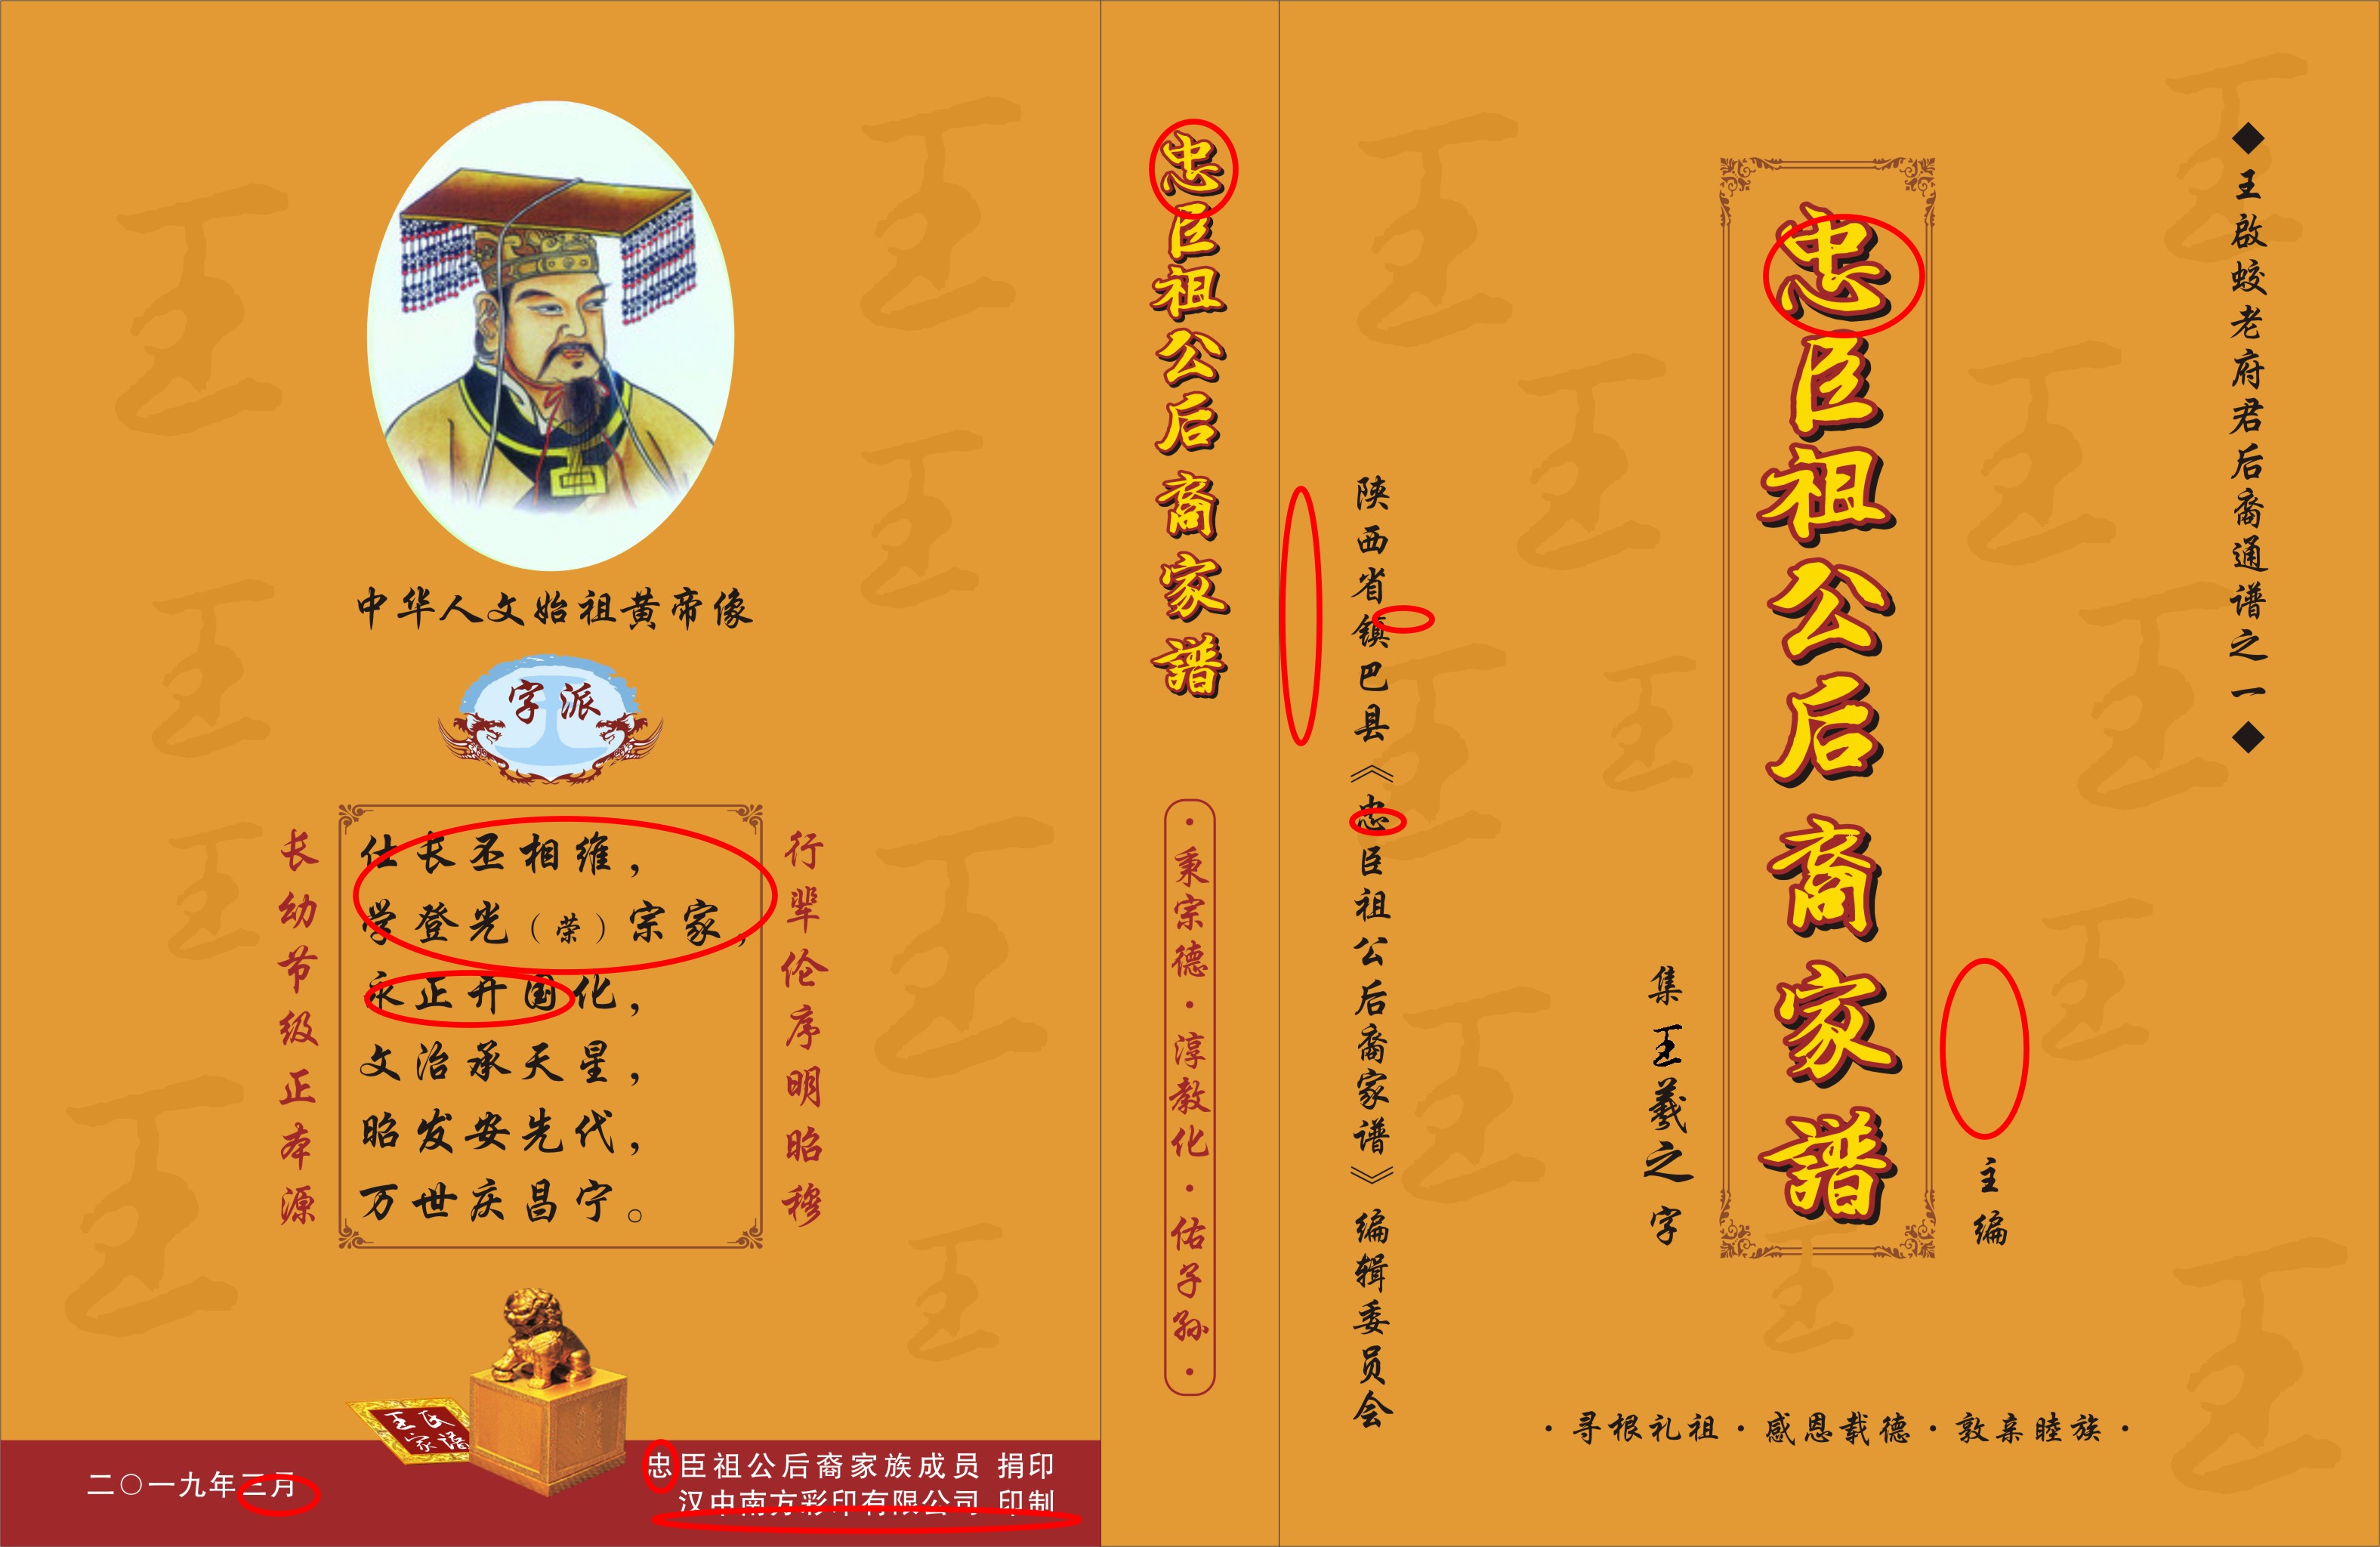 ◆王啟蛟老府君后裔通谱之一◆
忠臣祖公后裔家譜
主编
集王羲之字
陕西省镇巴县《忠臣祖公后裔家谱》编辑委员会
·寻根礼祖·感恩载德·敦亲睦族·
忠臣祖公后裔家譜
·秉宗德·淳教化·佑子孙·
中华人文始祖黄帝像
字派
行辈伦序明昭穆
仕长丞相维，
学登光（荣）宗家，
永正开国化，
文治承天星，
昭发安先代，
万世庆昌宁。
长幼节级正本源
王氏
家谱
二〇一九年三月
忠臣祖公后裔家族成员 捐印
汉中南方彩印有限公司 印制